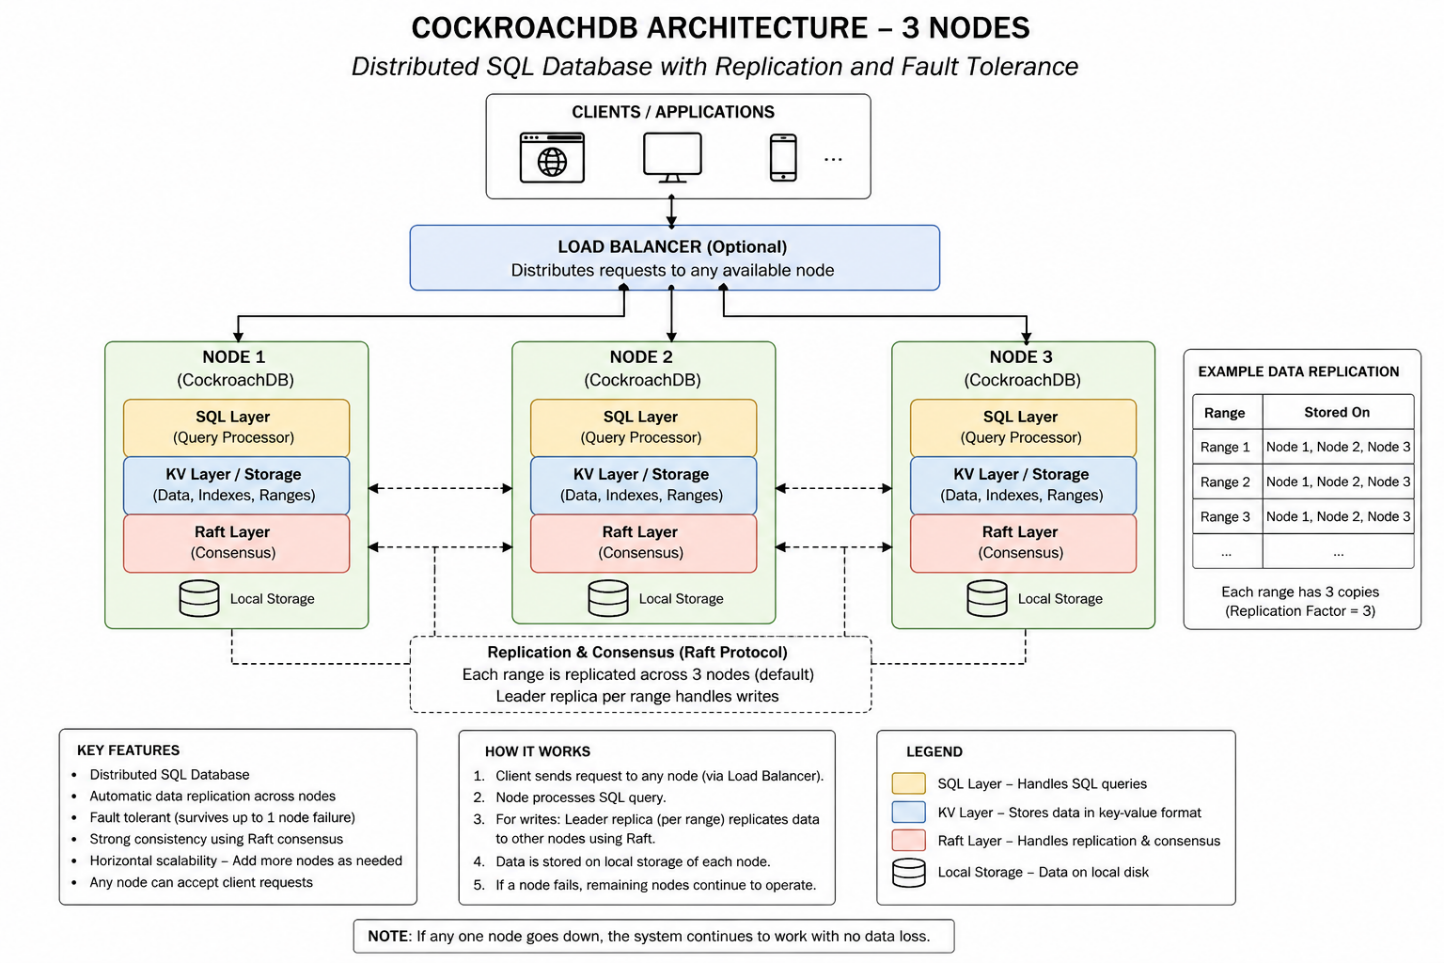 COCKROACHDB ARCHITECTURE – 3 NODES
Distributed SQL Database with Replication and Fault Tolerance
CLIENTS / APPLICATIONS
...
LOAD BALANCER (Optional)
Distributes requests to any available node
NODE 1
(CockroachDB)
SQL Layer
(Query Processor)
KV Layer / Storage
(Data, Indexes, Ranges)
Raft Layer
(Consensus)
Local Storage
NODE 2
(CockroachDB)
SQL Layer
(Query Processor)
KV Layer / Storage
(Data, Indexes, Ranges)
Raft Layer
(Consensus)
Local Storage
NODE 3
(CockroachDB)
SQL Layer
(Query Processor)
KV Layer / Storage
(Data, Indexes, Ranges)
Raft Layer
(Consensus)
Local Storage
EXAMPLE DATA REPLICATION
Range Stored On
Range 1 Node 1, Node 2, Node 3
Range 2 Node 1, Node 2, Node 3
Range 3 Node 1, Node 2, Node 3
... ...
Each range has 3 copies
(Replication Factor = 3)
Replication & Consensus (Raft Protocol)
Each range is replicated across 3 nodes (default)
Leader replica per range handles writes
KEY FEATURES
• Distributed SQL Database
• Automatic data replication across nodes
• Fault tolerant (survives up to 1 node failure)
• Strong consistency using Raft consensus
• Horizontal scalability – Add more nodes as needed
• Any node can accept client requests
HOW IT WORKS
1. Client sends request to any node (via Load Balancer).
2. Node processes SQL query.
3. For writes: Leader replica (per range) replicates data
to other nodes using Raft.
4. Data is stored on local storage of each node.
5. If a node fails, remaining nodes continue to operate.
LEGEND
SQL Layer – Handles SQL queries
KV Layer – Stores data in key-value format
Raft Layer – Handles replication & consensus
Local Storage – Data on local disk
NOTE: If any one node goes down, the system continues to work with no data loss.